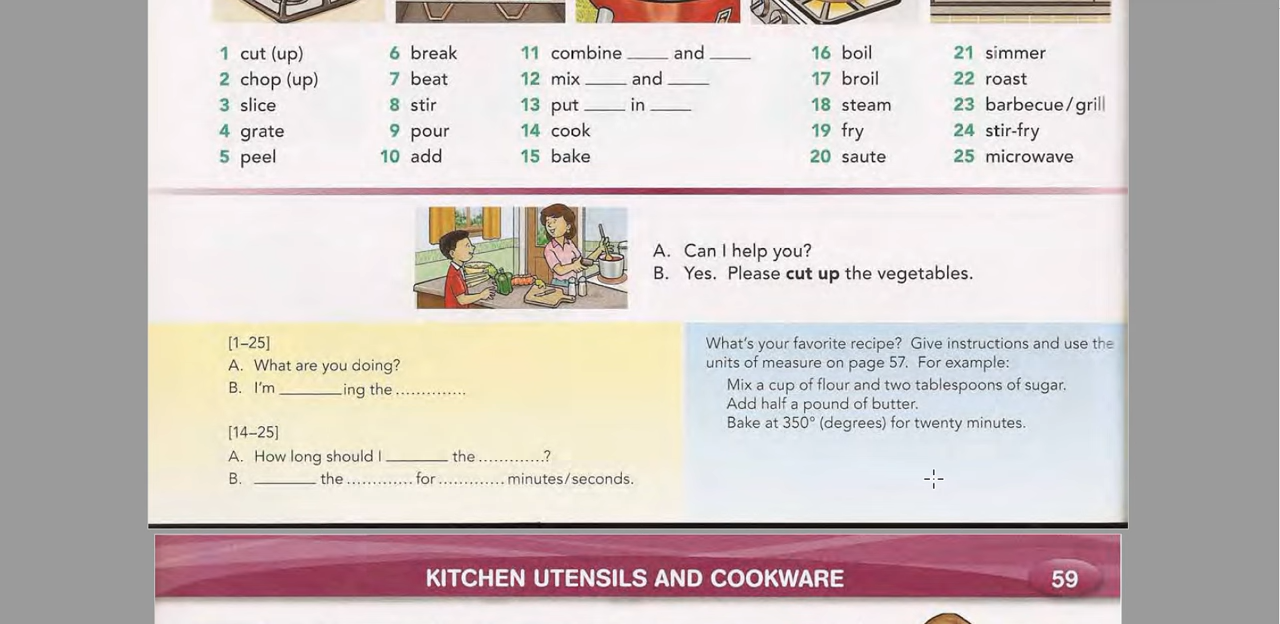 1 cut (up)
2 chop (up)
3 slice
4 grate
5 peel
6 break
7 beat
8 stir
9 pour
10 add
11 combine ____ and ____
12 mix ____ and ____
13 put ____ in ____
14 cook
15 bake
16 boil
17 broil
18 steam
19 fry
20 saute
21 simmer
22 roast
23 barbecue/grill
24 stir-fry
25 microwave
A. Can I help you?
B. Yes. Please cut up the vegetables.
[1–25]
A. What are you doing?
B. I'm ______ing the ..............
[14–25]
A. How long should I ______ the .............?
B. ______ the ............. for ............. minutes/seconds.
What's your favorite recipe? Give instructions and use the
units of measure on page 57. For example:
Mix a cup of flour and two tablespoons of sugar.
Add half a pound of butter.
Bake at 350° (degrees) for twenty minutes.
KITCHEN UTENSILS AND COOKWARE
59